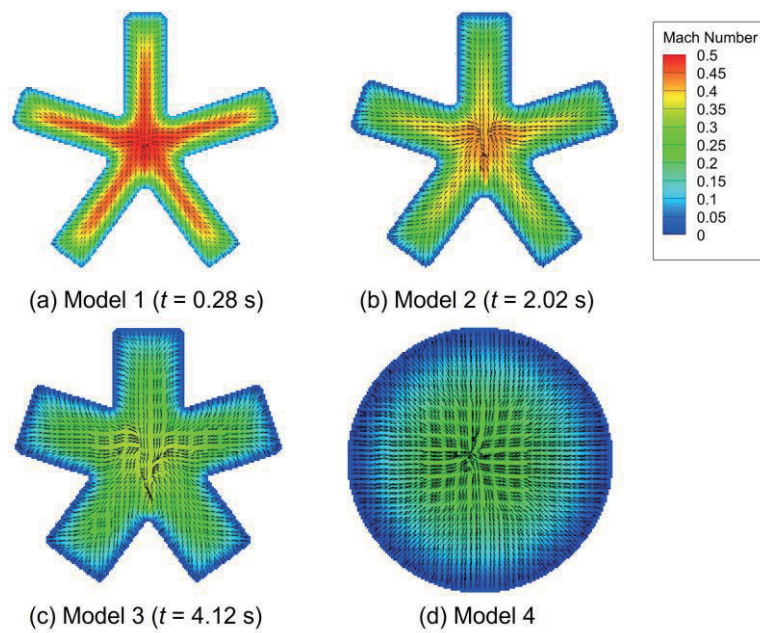 Mach Number
0.5
0.45
0.4
0.35
0.3
0.25
0.2
0.15
0.1
0.05
0
(a) Model 1 (t = 0.28 s)
(b) Model 2 (t = 2.02 s)
(c) Model 3 (t = 4.12 s)
(d) Model 4